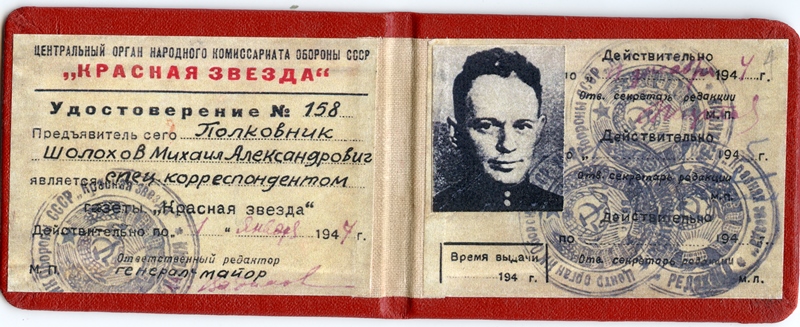 ЦЕНТРАЛЬНЫЙ ОРГАН НАРОДНОГО КОМИССАРИАТА ОБОРОНЫ СССР
„КРАСНАЯ ЗВЕЗДА“
Удостоверение № 158
Предъявитель сего Полковник
Шолохов Михаил Александрович
является спец. корреспондентом
газеты „Красная звезда“
Действительно по „1" января 1944 г.
Ответственный редактор
М. П. генерал-майор
Действительно
по 194 г.
Отв. секретарь редакции
М.П.
Действительно
по „ 194 г.
Отв. секретарь редакции
М.П.
Действительно
по 194 г.
Время выдачи
Отв. секретарь редакции
194 г.
М.П.